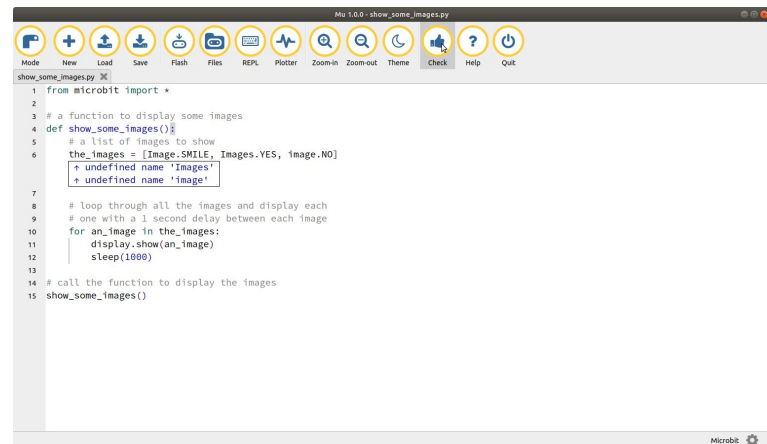 Mu 1.0.0 - show_some_images.py
Mode New Load Save Flash Files REPL Plotter Zoom-in Zoom-out Theme Check Help Quit
show_some_images.py
1 from microbit import *
2
3 # a function to display some images
4 def show_some_images():
5 # a list of images to show
6 the_images = [Image.SMILE, Images.YES, image.NO]
↑ undefined name 'Images'
↑ undefined name 'image'
7
8 # loop through all the images and display each
9 # one with a 1 second delay between each image
10 for an_image in the_images:
11 display.show(an_image)
12 sleep(1000)
13
14 # call the function to display the images
15 show_some_images()
Microbit